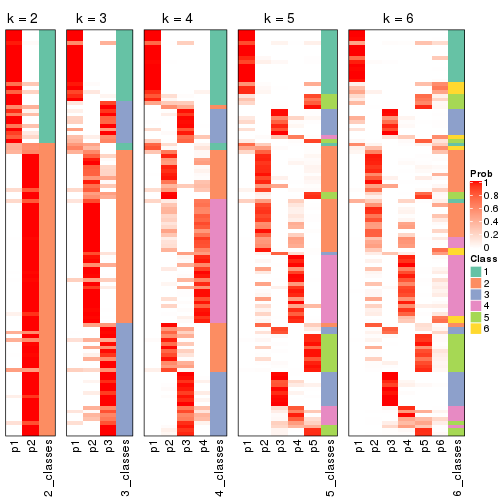 k = 2
k = 3
k = 4
k = 5
k = 6
p1
p2
2_classes
p1
p2
p3
3_classes
p1
p2
p3
p4
4_classes
p1
p2
p3
p4
p5
5_classes
p1
p2
p3
p4
p5
p6
6_classes
Prob
1
0.8
0.6
0.4
0.2
0
Class
1
2
3
4
5
6